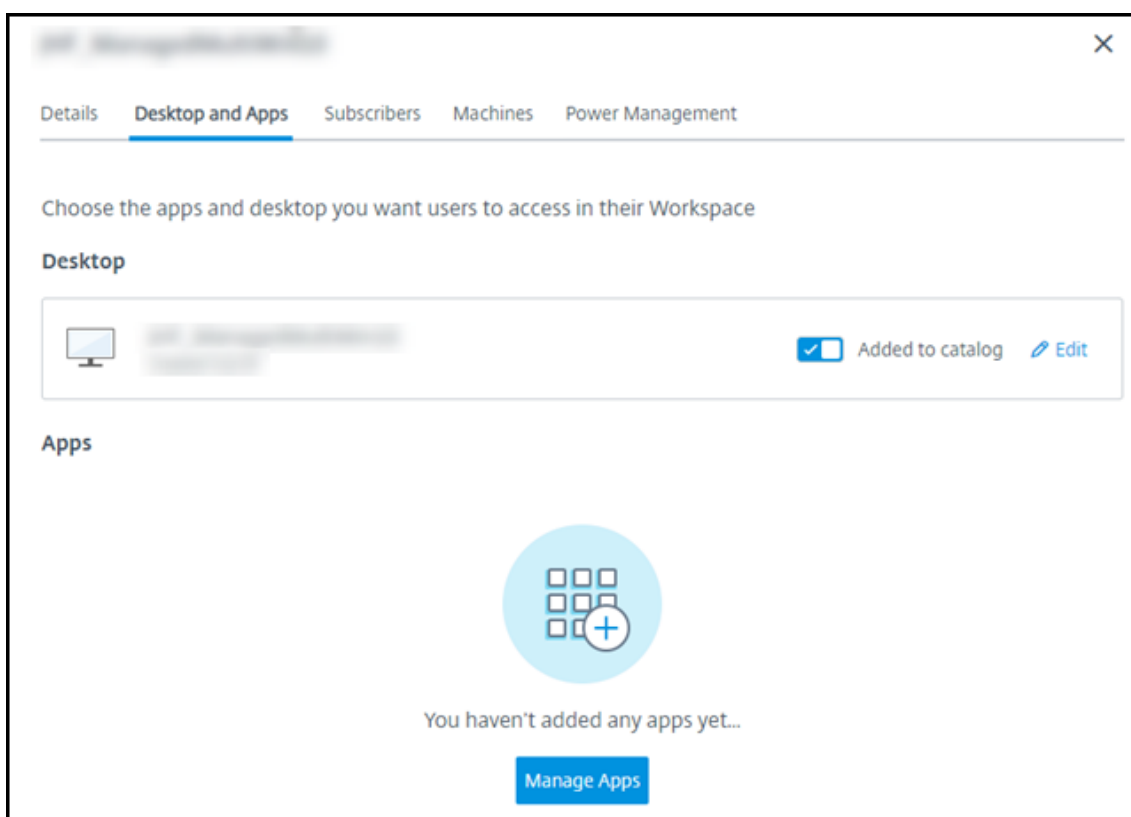 Details Desktop and Apps Subscribers Machines Power Management
Choose the apps and desktop you want users to access in their Workspace
Desktop
Added to catalog Edit
Apps
You haven't added any apps yet...
Manage Apps